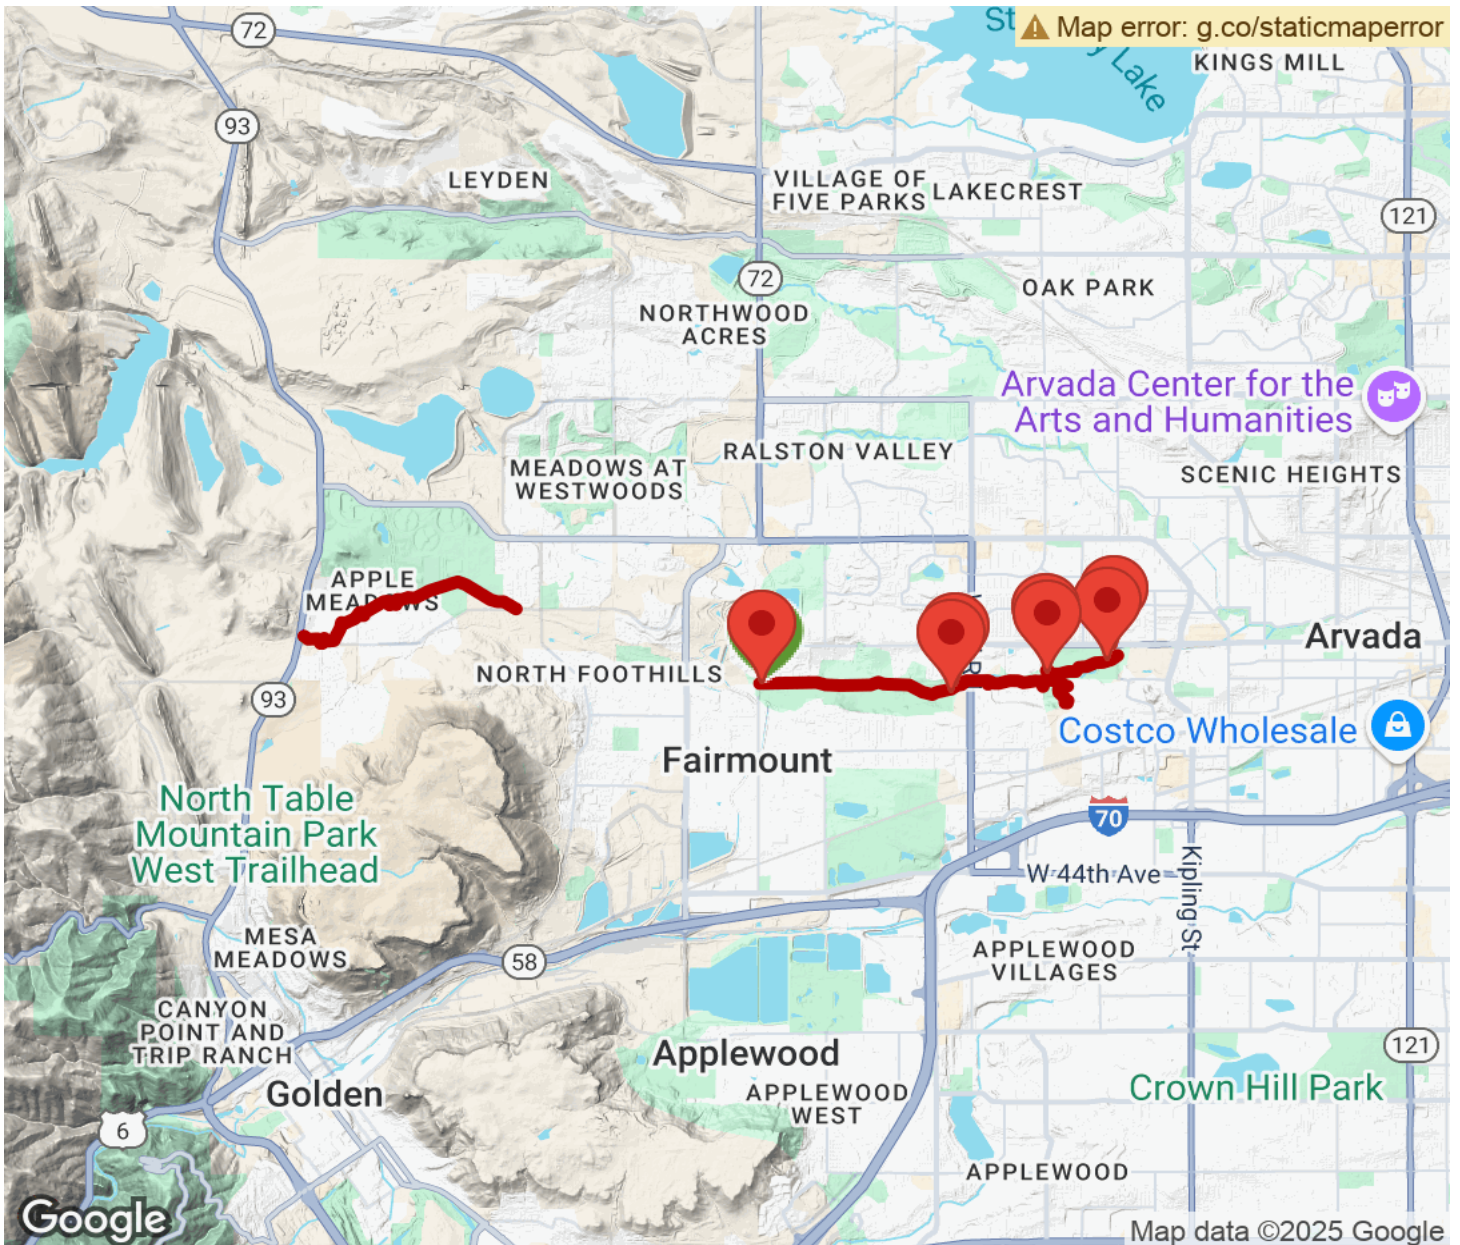 Map error: g.co/staticmaperror
72
KINGS MILL
Lake
93
LEYDEN
VILLAGE OF
FIVE PARKS
LAKECREST
121
72
OAK PARK
NORTHWOOD
ACRES
Arvada Center for the
Arts and Humanities
RALSTON VALLEY
MEADOWS AT
WESTWOODS
SCENIC HEIGHTS
APPLE
MEADOWS
Arvada
NORTH FOOTHILLS
93
Costco Wholesale
Fairmount
North Table
Mountain Park
West Trailhead
70
W 44th Ave
Kipling St
MESA
MEADOWS
58
APPLEWOOD
VILLAGES
CANYON
POINT AND
TRIP RANCH
Applewood
121
Golden
APPLEWOOD
WEST
Crown Hill Park
6
APPLEWOOD
Google
Map data ©2025 Google